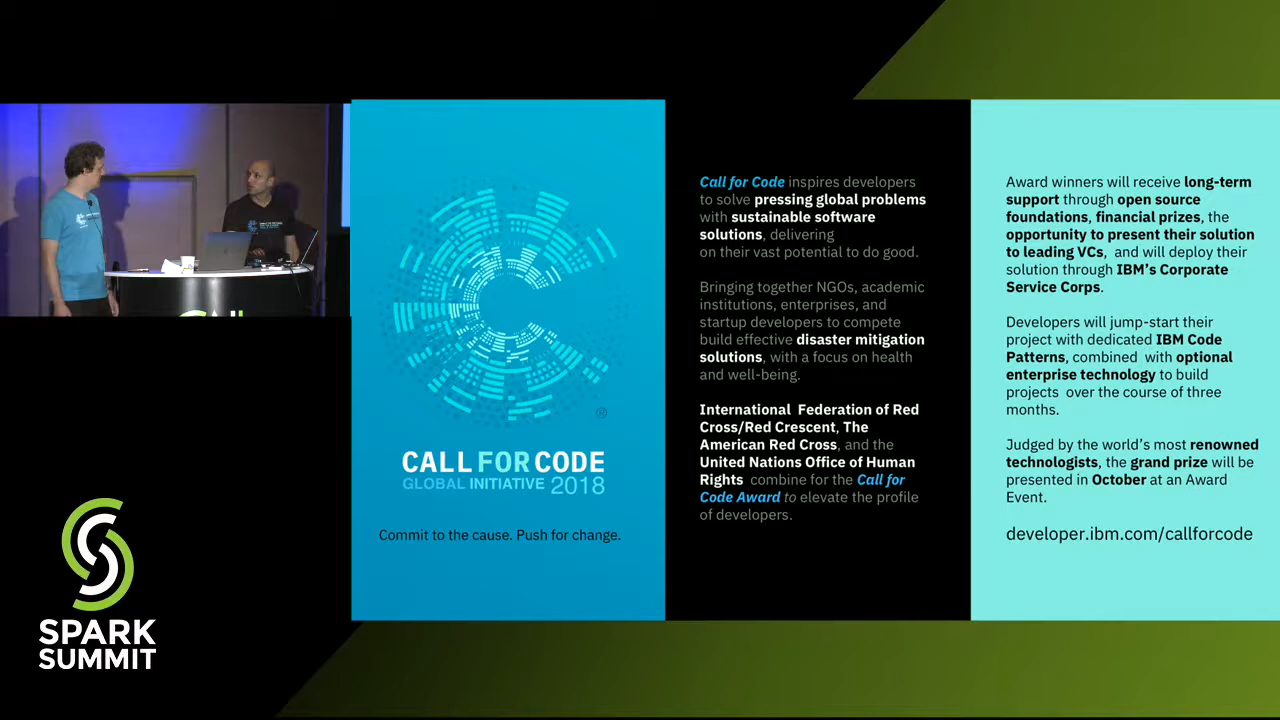 CALL FOR CODE
GLOBAL INITIATIVE 2018
Commit to the cause. Push for change.
Call for Code inspires developers
to solve pressing global problems
with sustainable software
solutions, delivering
on their vast potential to do good.
Bringing together NGOs, academic
institutions, enterprises, and
startup developers to compete
build effective disaster mitigation
solutions, with a focus on health
and well-being.
International Federation of Red
Cross/Red Crescent, The
American Red Cross, and the
United Nations Office of Human
Rights combine for the Call for
Code Award to elevate the profile
of developers.
Award winners will receive long-term
support through open source
foundations, financial prizes, the
opportunity to present their solution
to leading VCs, and will deploy their
solution through IBM's Corporate
Service Corps.
Developers will jump-start their
project with dedicated IBM Code
Patterns, combined with optional
enterprise technology to build
projects over the course of three
months.
Judged by the world's most renowned
technologists, the grand prize will be
presented in October at an Award
Event.
developer.ibm.com/callforcode
SPARK
SUMMIT